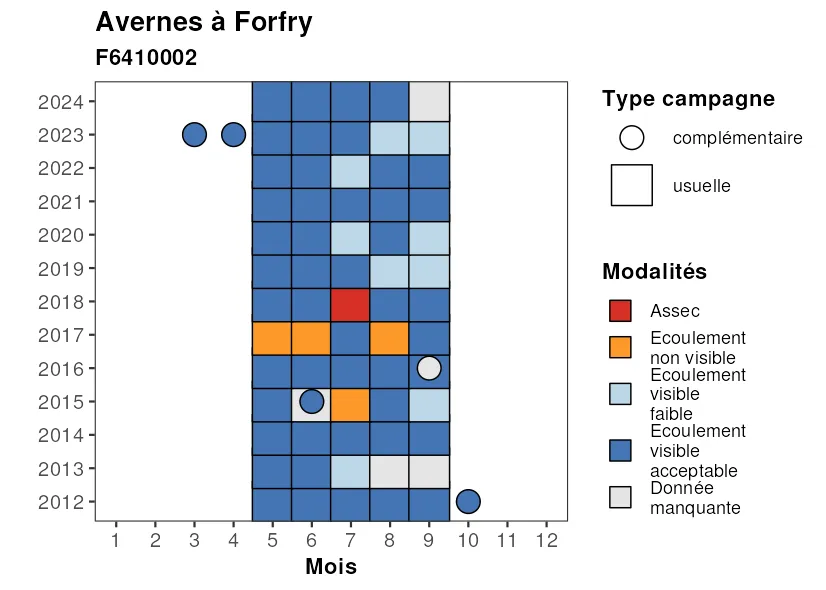 Avernes à Forfry
F6410002
2024
2023
2022
2021
2020
2019
2018
2017
2016
2015
2014
2013
2012
1 2 3 4 5 6 7 8 9 10 11 12
Mois
Type campagne
complémentaire
usuelle
Modalités
Assec
Ecoulement
non visible
Ecoulement
visible
faible
Ecoulement
visible
acceptable
Donnée
manquante